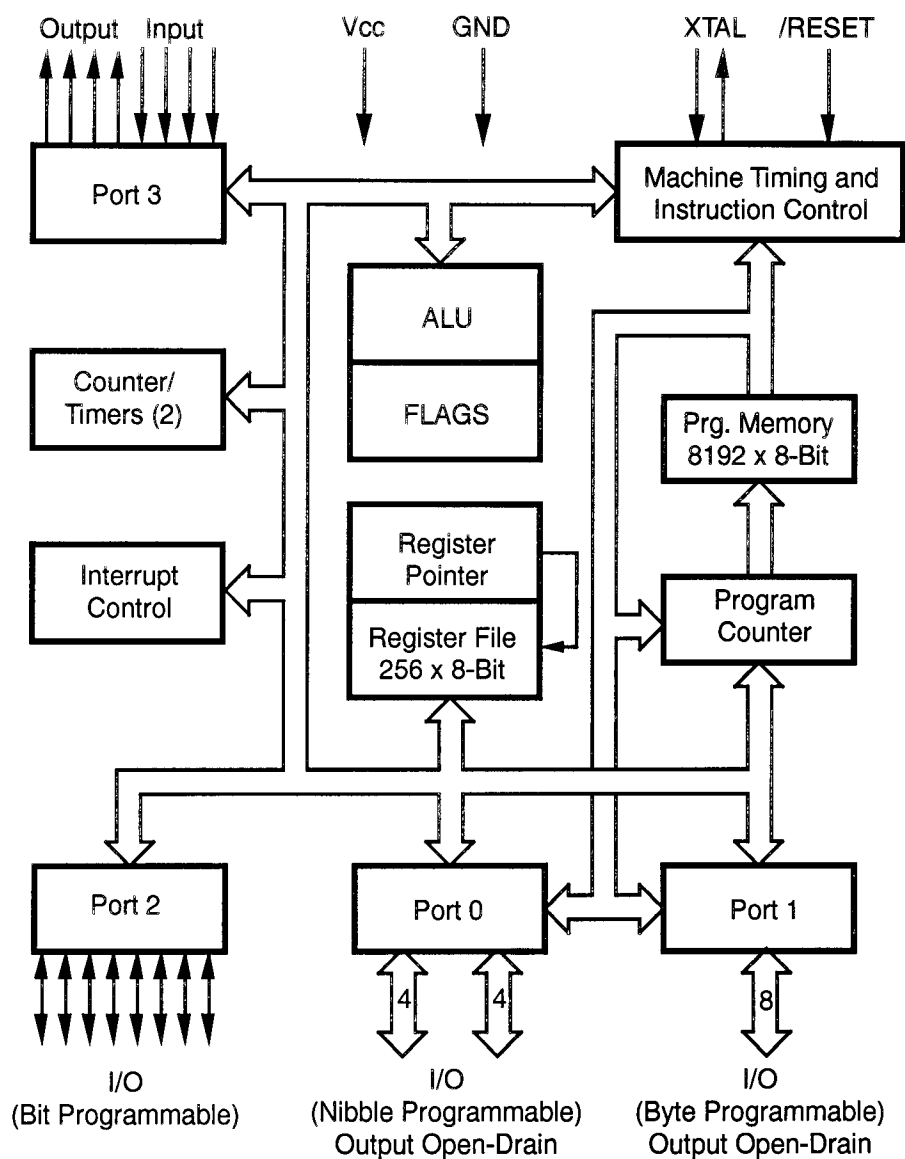 Output Input Vcc GND XTAL /RESET
Port 3
Machine Timing and
Instruction Control
ALU
FLAGS
Counter/
Timers (2)
Prg. Memory
8192 x 8-Bit
Register
Pointer
Interrupt
Control
Program
Counter
Register File
256 x 8-Bit
Port 2
Port 0
Port 1
4
4
8
I/O
(Bit Programmable)
I/O
(Nibble Programmable)
Output Open-Drain
I/O
(Byte Programmable)
Output Open-Drain